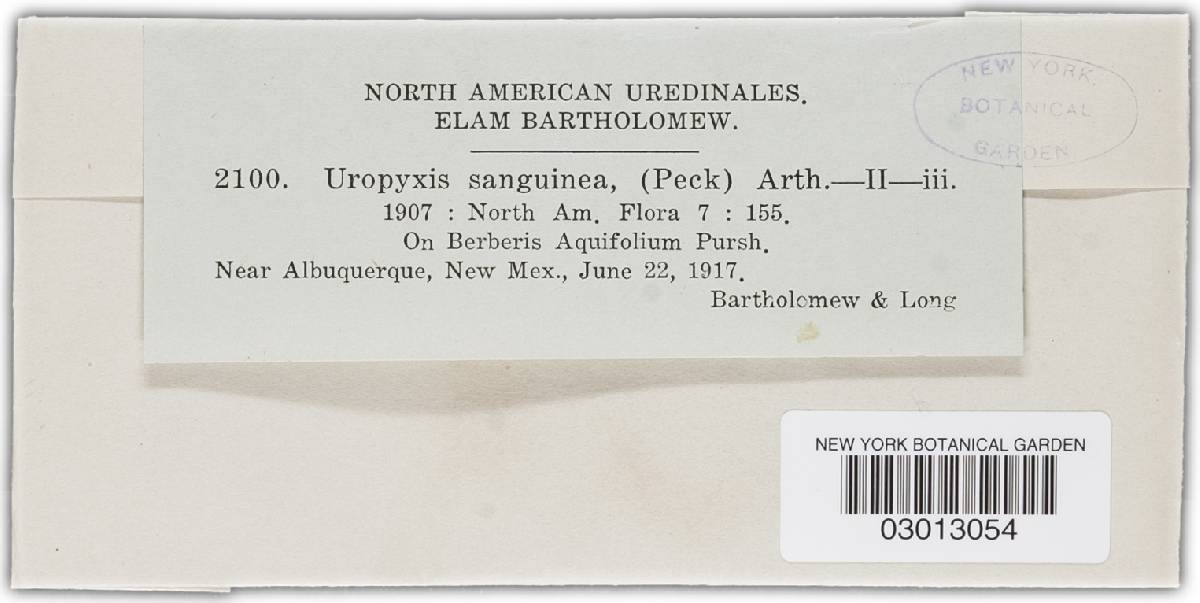 NORTH AMERICAN UREDINALES.
ELAM BARTHOLOMEW.
2100. Uropyxis sanguinea, (Peck) Arth.—II—iii.
1907 : North Am. Flora 7 : 155.
On Berberis Aquifolium Pursh.
Near Albuquerque, New Mex., June 22, 1917.
Bartholomew & Long
NEW YORK
BOTANICAL
GARDEN
NEW YORK BOTANICAL GARDEN
03013054